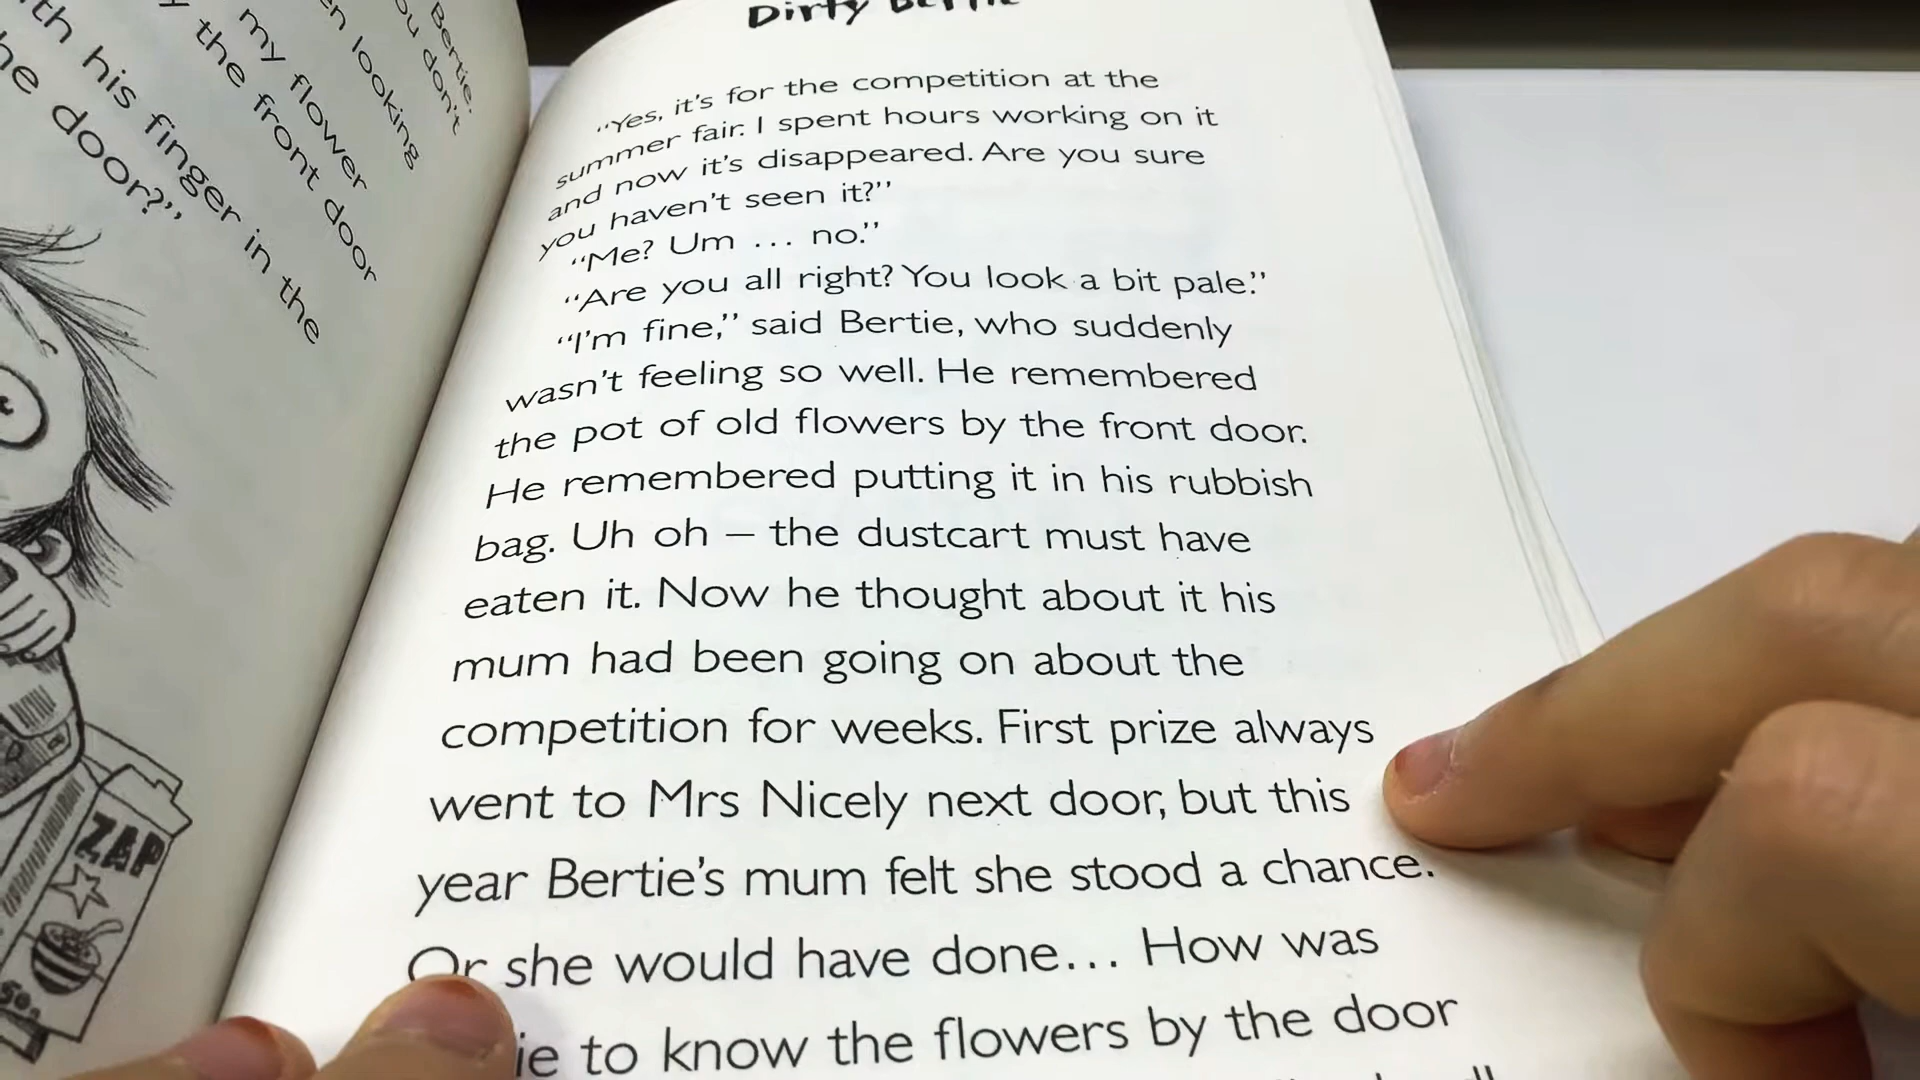 Bertie.
ou don't
en looking
my flower
the front door
th his finger in the
he door?"
ZAP
Dirty Bertie
"Yes, it's for the competition at the
summer fair. I spent hours working on it
and now it's disappeared. Are you sure
you haven't seen it?"
"Me? Um ... no."
"Are you all right? You look a bit pale."
"I'm fine," said Bertie, who suddenly
wasn't feeling so well. He remembered
the pot of old flowers by the front door.
He remembered putting it in his rubbish
bag. Uh oh – the dustcart must have
eaten it. Now he thought about it his
mum had been going on about the
competition for weeks. First prize always
went to Mrs Nicely next door, but this
year Bertie's mum felt she stood a chance.
Or she would have done... How was
ie to know the flowers by the door